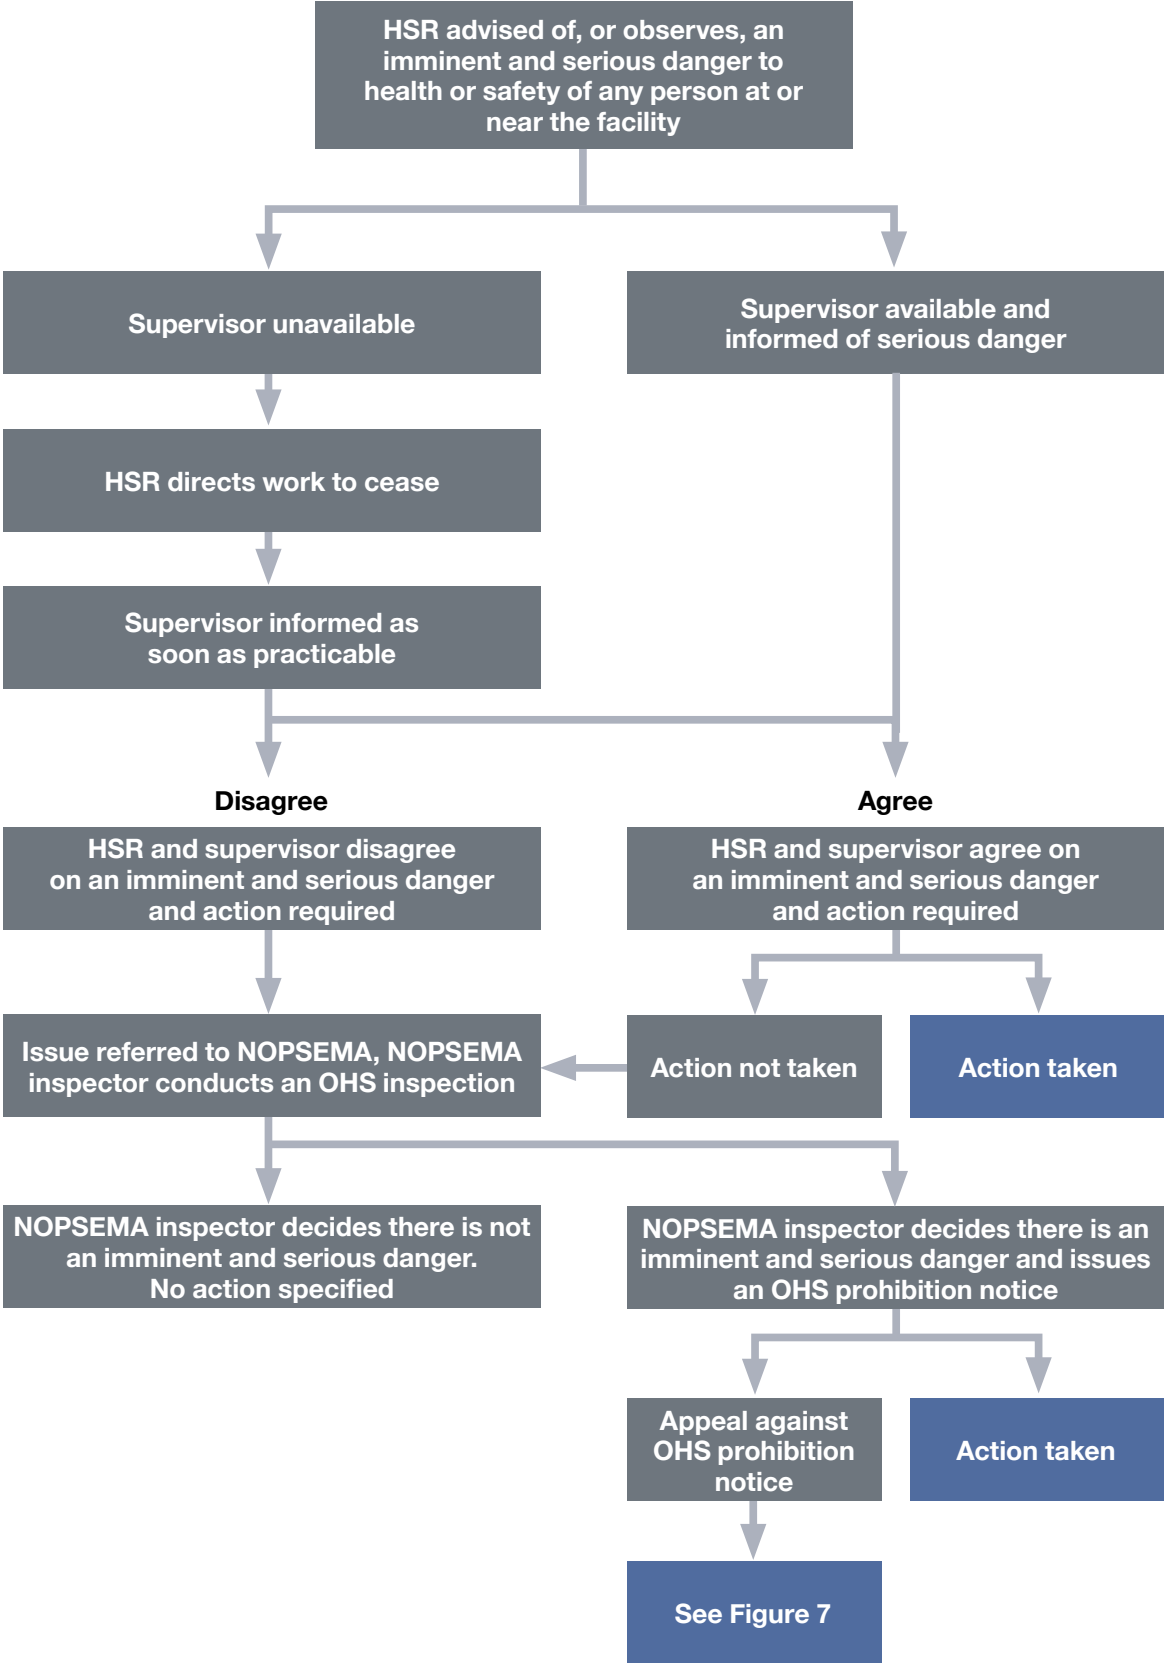 HSR advised of, or observes, an
imminent and serious danger to
health or safety of any person at or
near the facility
Supervisor unavailable
Supervisor available and
informed of serious danger
HSR directs work to cease
Supervisor informed as
soon as practicable
Disagree
Agree
HSR and supervisor disagree
on an imminent and serious danger
and action required
HSR and supervisor agree on
an imminent and serious danger
and action required
Issue referred to NOPSEMA, NOPSEMA
inspector conducts an OHS inspection
Action not taken
Action taken
NOPSEMA inspector decides there is not
an imminent and serious danger.
No action specified
NOPSEMA inspector decides there is an
imminent and serious danger and issues
an OHS prohibition notice
Appeal against
OHS prohibition
notice
Action taken
See Figure 7